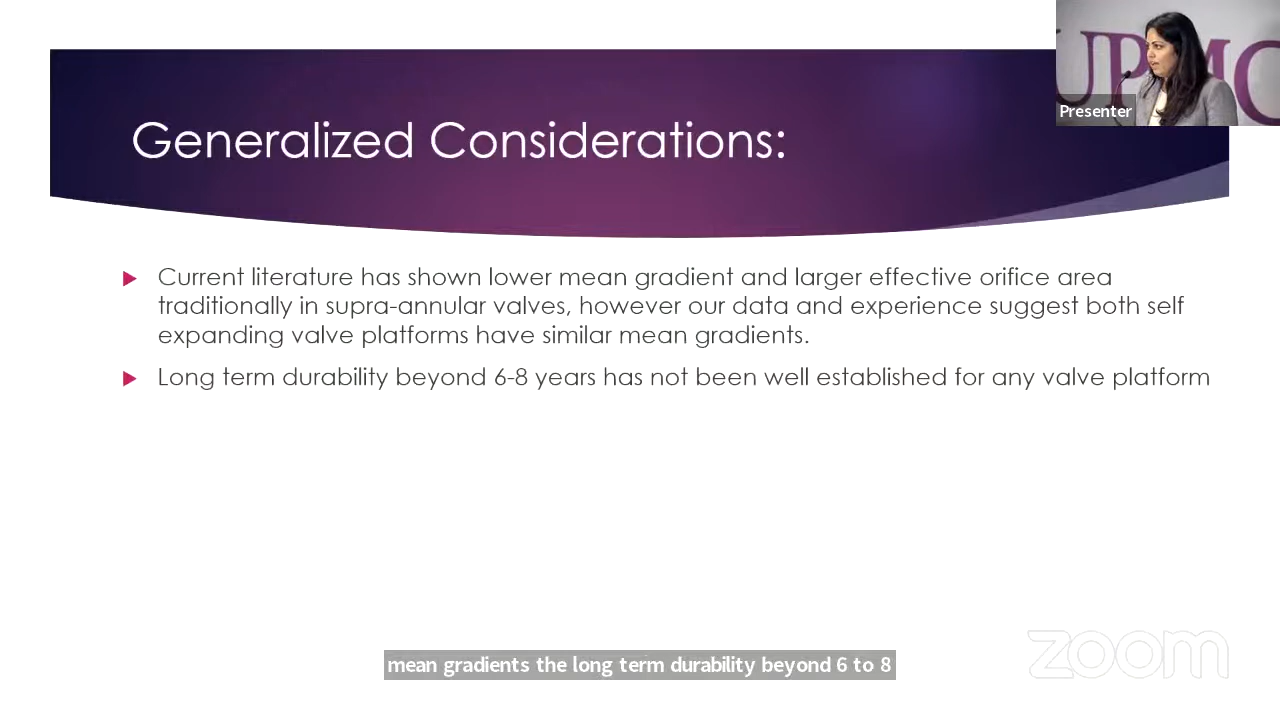 UPMC
Presenter
Generalized Considerations:
Current literature has shown lower mean gradient and larger effective orifice area
traditionally in supra-annular valves, however our data and experience suggest both self
expanding valve platforms have similar mean gradients.
Long term durability beyond 6-8 years has not been well established for any valve platform
zoom
mean gradients the long term durability beyond 6 to 8